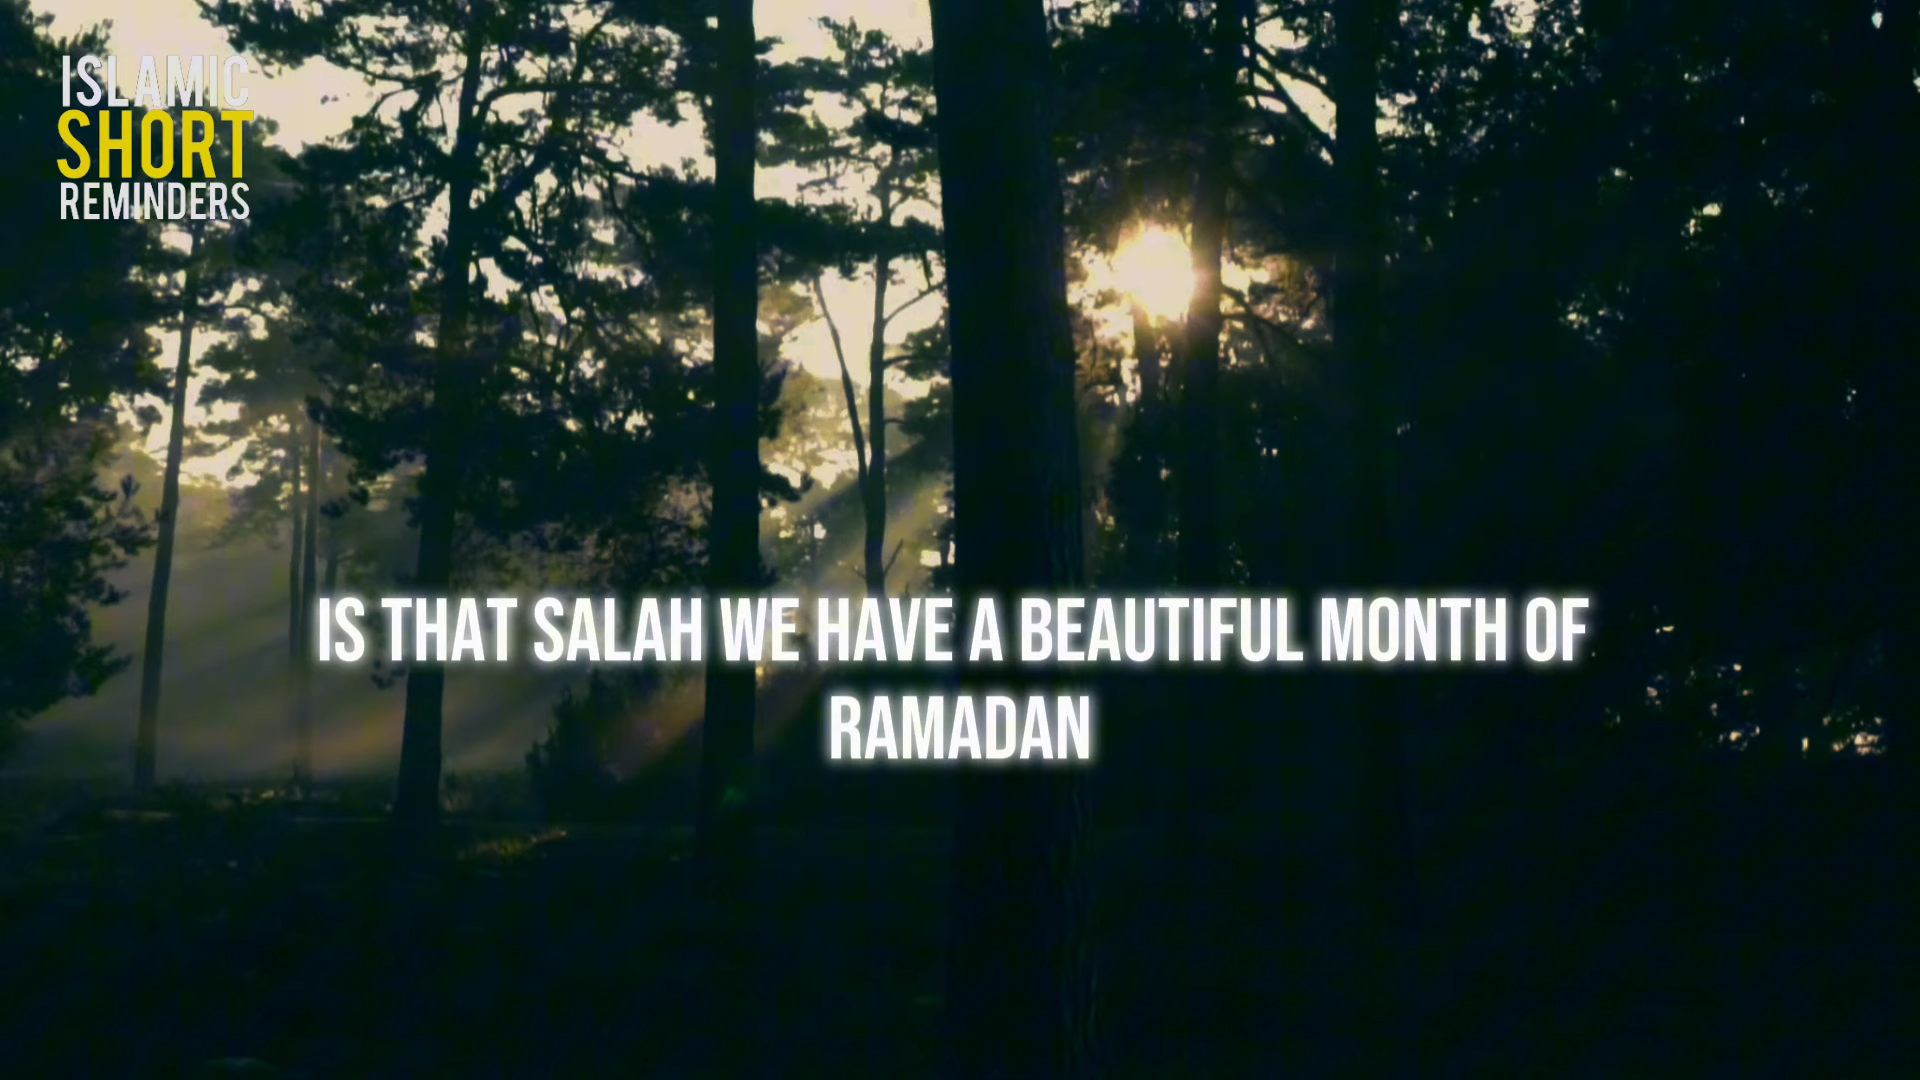 ISLAMIC
SHORT
REMINDERS
IS THAT SALAH WE HAVE A BEAUTIFUL MONTH OF
RAMADAN